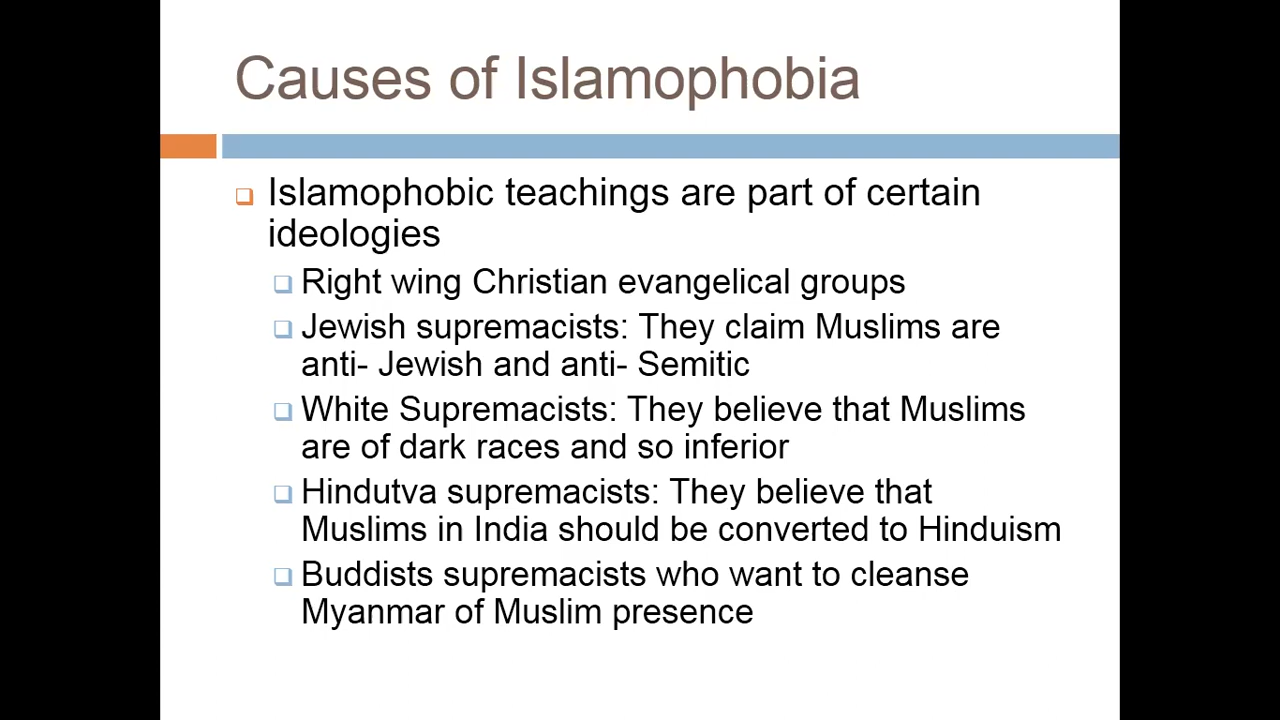 Causes of Islamophobia
Islamophobic teachings are part of certain
ideologies
Right wing Christian evangelical groups
Jewish supremacists: They claim Muslims are
anti- Jewish and anti- Semitic
White Supremacists: They believe that Muslims
are of dark races and so inferior
Hindutva supremacists: They believe that
Muslims in India should be converted to Hinduism
Buddists supremacists who want to cleanse
Myanmar of Muslim presence